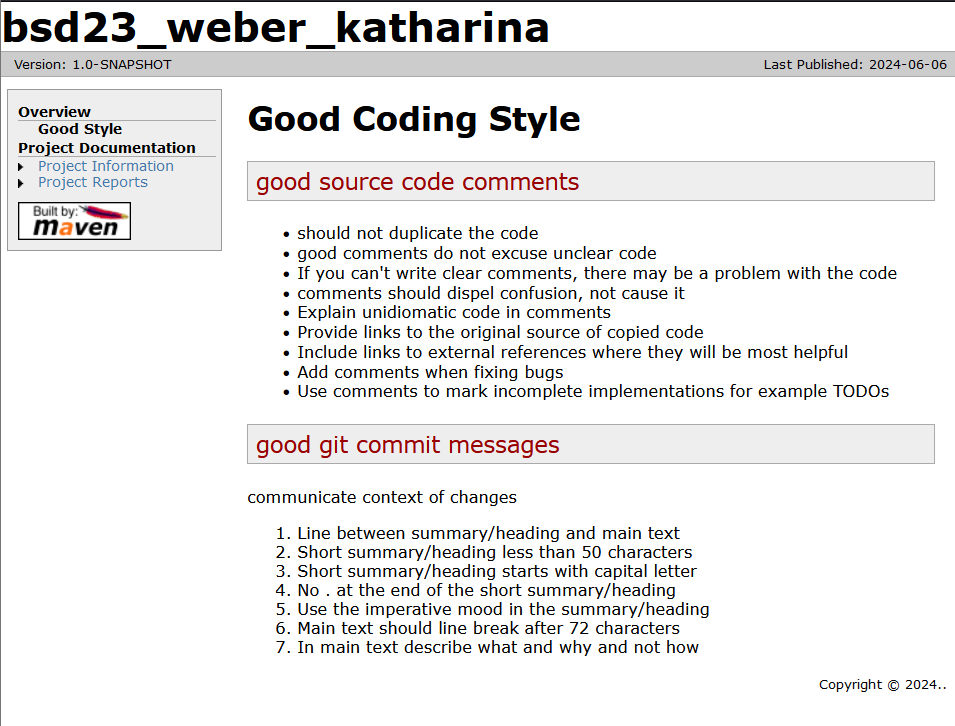 bsd23_weber_katharina
Version: 1.0-SNAPSHOT
Last Published: 2024-06-06
Overview
Good Style
Project Documentation
Project Information
Project Reports
Built by:
maven
Good Coding Style
good source code comments
• should not duplicate the code
• good comments do not excuse unclear code
• If you can't write clear comments, there may be a problem with the code
• comments should dispel confusion, not cause it
• Explain unidiomatic code in comments
• Provide links to the original source of copied code
• Include links to external references where they will be most helpful
• Add comments when fixing bugs
• Use comments to mark incomplete implementations for example TODOs
good git commit messages
communicate context of changes
1. Line between summary/heading and main text
2. Short summary/heading less than 50 characters
3. Short summary/heading starts with capital letter
4. No . at the end of the short summary/heading
5. Use the imperative mood in the summary/heading
6. Main text should line break after 72 characters
7. In main text describe what and why and not how
Copyright © 2024..